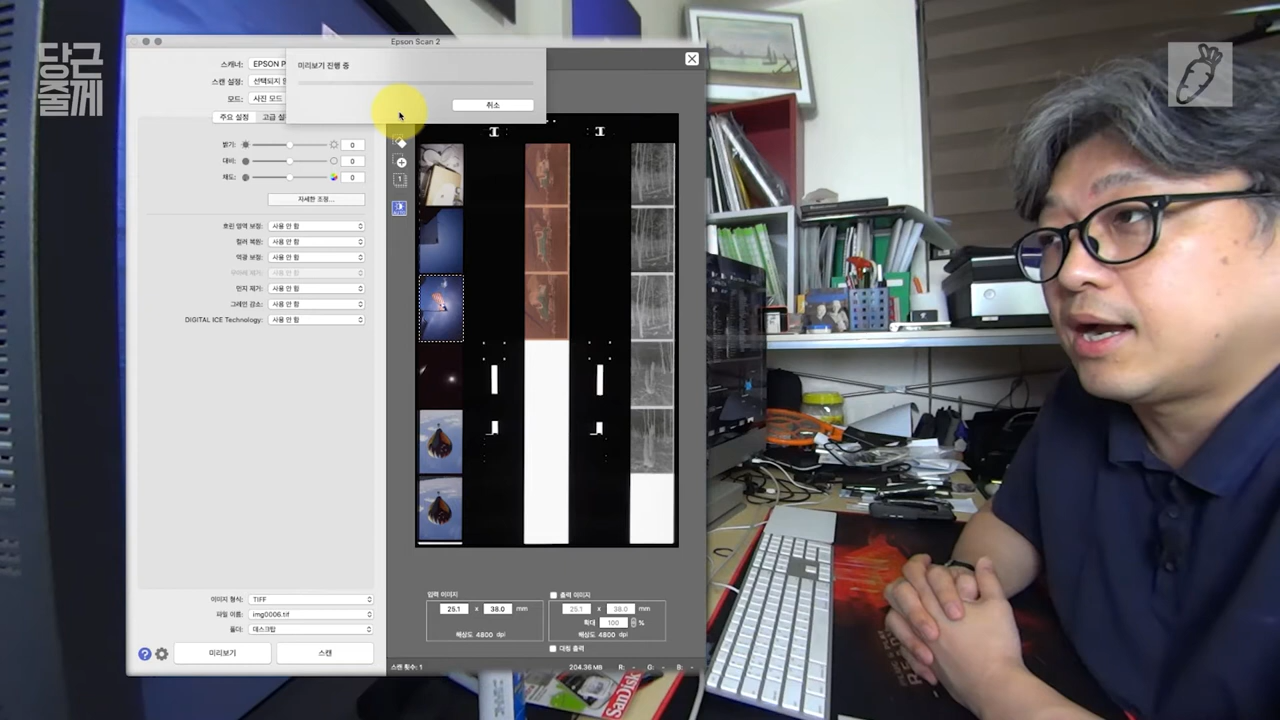 당근
줄께
Epson Scan 2
스캐너: EPSON P
스캔 설정:
모드: 사진 모드
주요 설정
미리보기 진행 중
취소
밝기: 0
대비: 0
채도: 0
자세한 조정...
흐린 영역 보정: 사용 안 함
컬러 복원: 사용 안 함
역광 보정: 사용 안 함
사용 안 함
먼지 제거: 사용 안 함
그레인 감소: 사용 안 함
DIGITAL ICE Technology: 사용 안 함
이미지 형식: TIFF
파일 이름: img0006.tif
폴더: 데스크탑
미리보기
스캔
입력 이미지
25.1 x 38.0 mm
해상도 4800 dpi
출력 이미지
25.1 x 38.0 mm
확대 100 %
해상도 4800 dpi
대칭 출력
스캔 횟수: 1
204.36 MB R: - G: - B: -
SanDisk